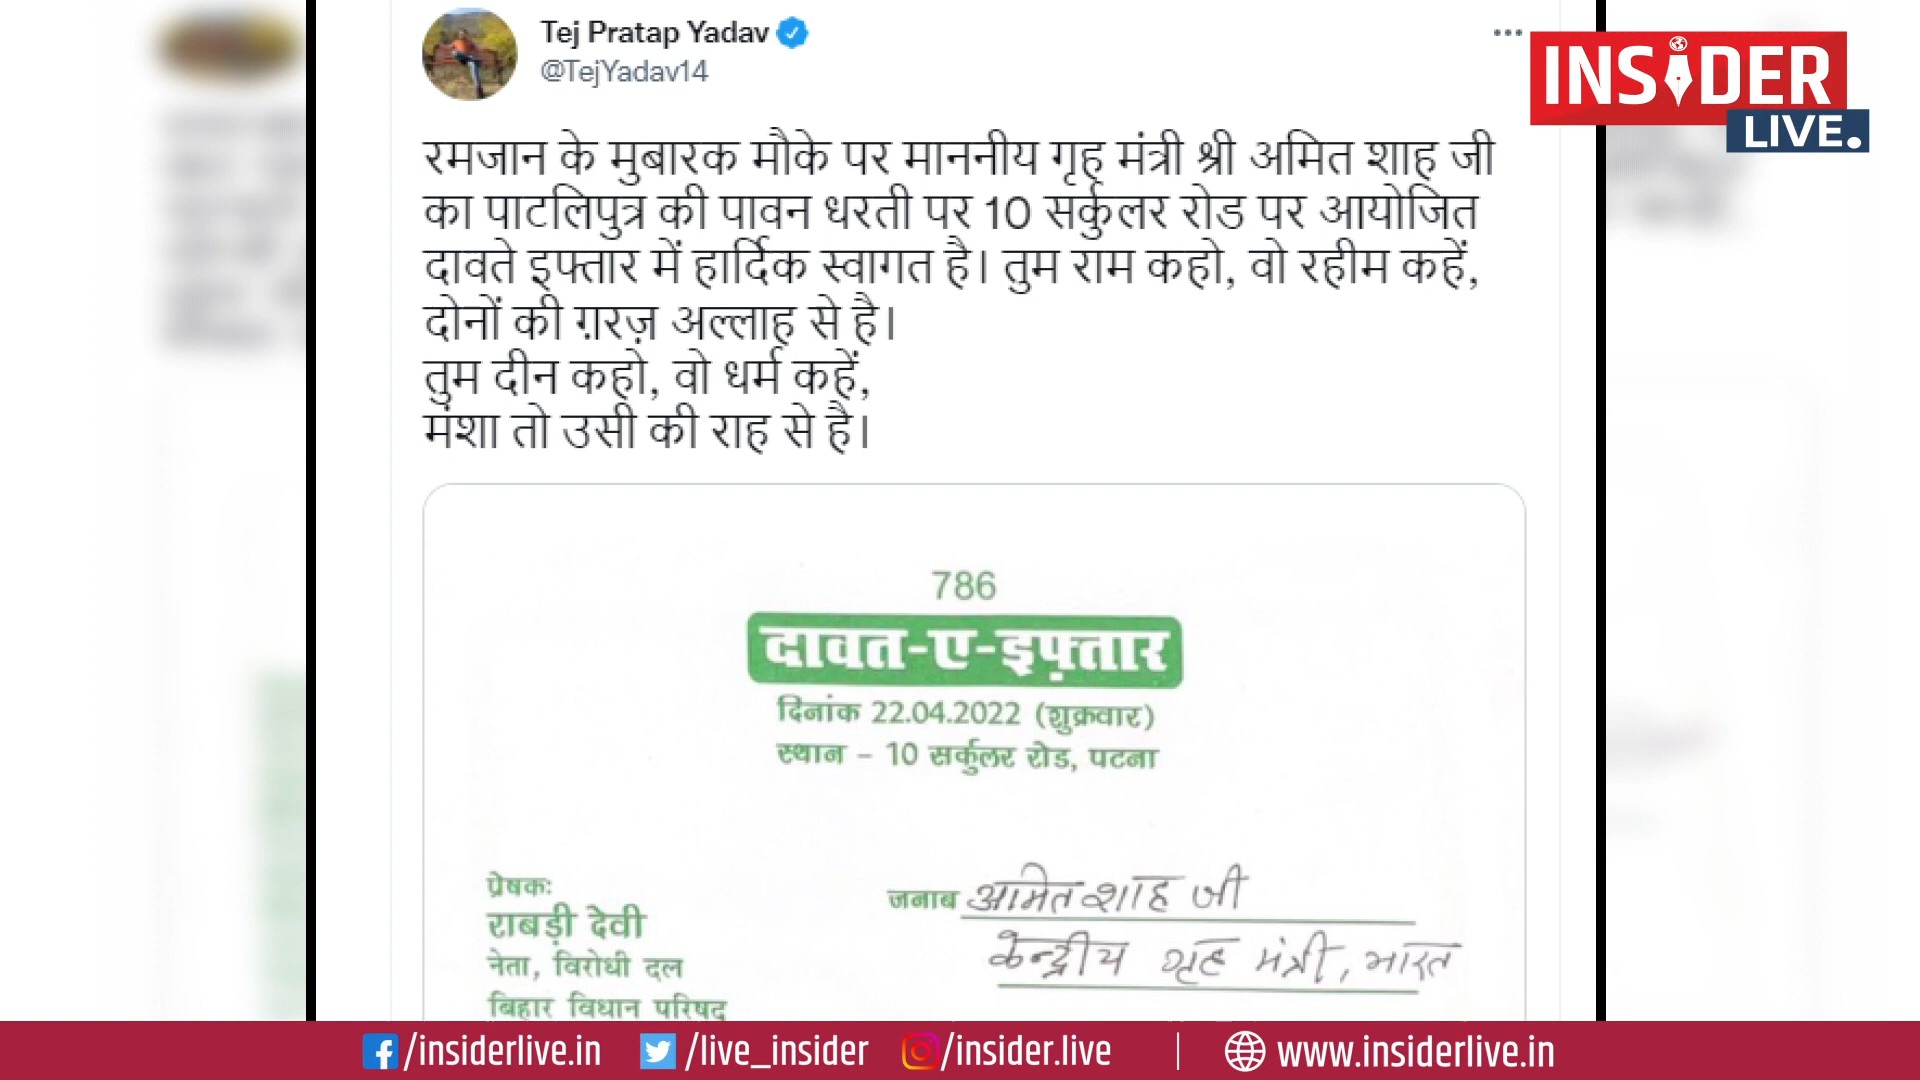 Tej Pratap Yadav
@TejYadav14
INSIDER
LIVE.
रमजान के मुबारक मौके पर माननीय गृह मंत्री श्री अमित शाह जी
का पाटलिपुत्र की पावन धरती पर 10 सर्कुलर रोड पर आयोजित
दावते इफ्तार में हार्दिक स्वागत है। तुम राम कहो, वो रहीम कहें,
दोनों की ग़रज़ अल्लाह से है।
तुम दीन कहो, वो धर्म कहें,
मंशा तो उसी की राह से है।
786
दावत-ए-इफ़्तार
दिनांक 22.04.2022 (शुक्रवार)
स्थान - 10 सर्कुलर रोड, पटना
प्रेषक:
राबड़ी देवी
नेता, विरोधी दल
बिहार विधान परिषद
जनाब अमित शाह जी
केन्द्रीय गृह मंत्री, भारत
/insiderlive.in /live_insider /insider.live | www.insiderlive.in